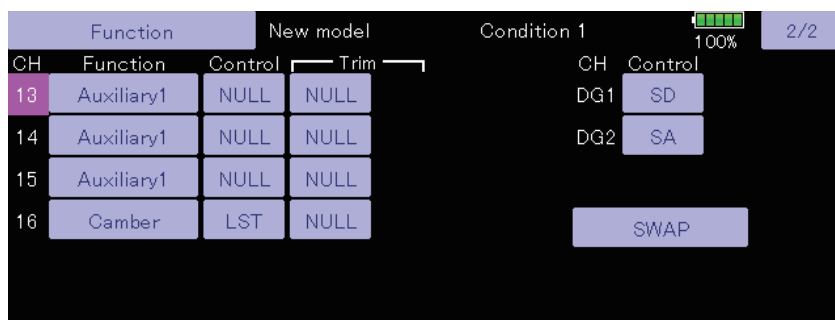 Function New model Condition 1 100% 2/2
CH Function Control Trim CH Control
13 Auxiliary1 NULL NULL DG1 SD
14 Auxiliary1 NULL NULL DG2 SA
15 Auxiliary1 NULL NULL
16 Camber LST NULL SWAP